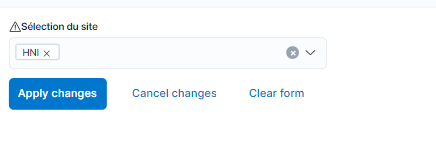 Sélection du site
HNI
Apply changes Cancel changes Clear form